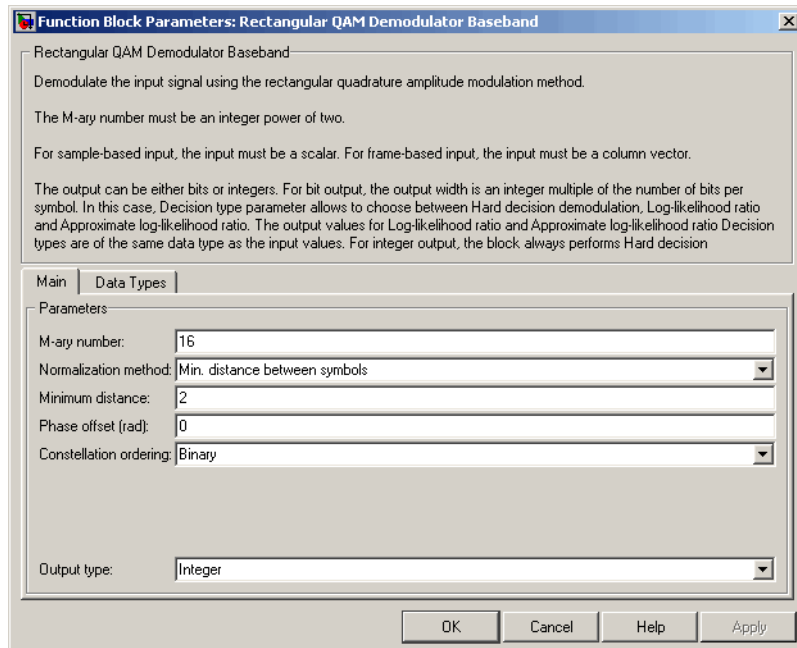 Function Block Parameters: Rectangular QAM Demodulator Baseband
Rectangular QAM Demodulator Baseband
Demodulate the input signal using the rectangular quadrature amplitude modulation method.
The M-ary number must be an integer power of two.
For sample-based input, the input must be a scalar. For frame-based input, the input must be a column vector.
The output can be either bits or integers. For bit output, the output width is an integer multiple of the number of bits per
symbol. In this case, Decision type parameter allows to choose between Hard decision demodulation, Log-likelihood ratio
and Approximate log-likelihood ratio. The output values for Log-likelihood ratio and Approximate log-likelihood ratio Decision
types are of the same data type as the input values. For integer output, the block always performs Hard decision
Main Data Types
Parameters
M-ary number: 16
Normalization method: Min. distance between symbols
Minimum distance: 2
Phase offset (rad): 0
Constellation ordering: Binary
Output type: Integer
OK Cancel Help Apply